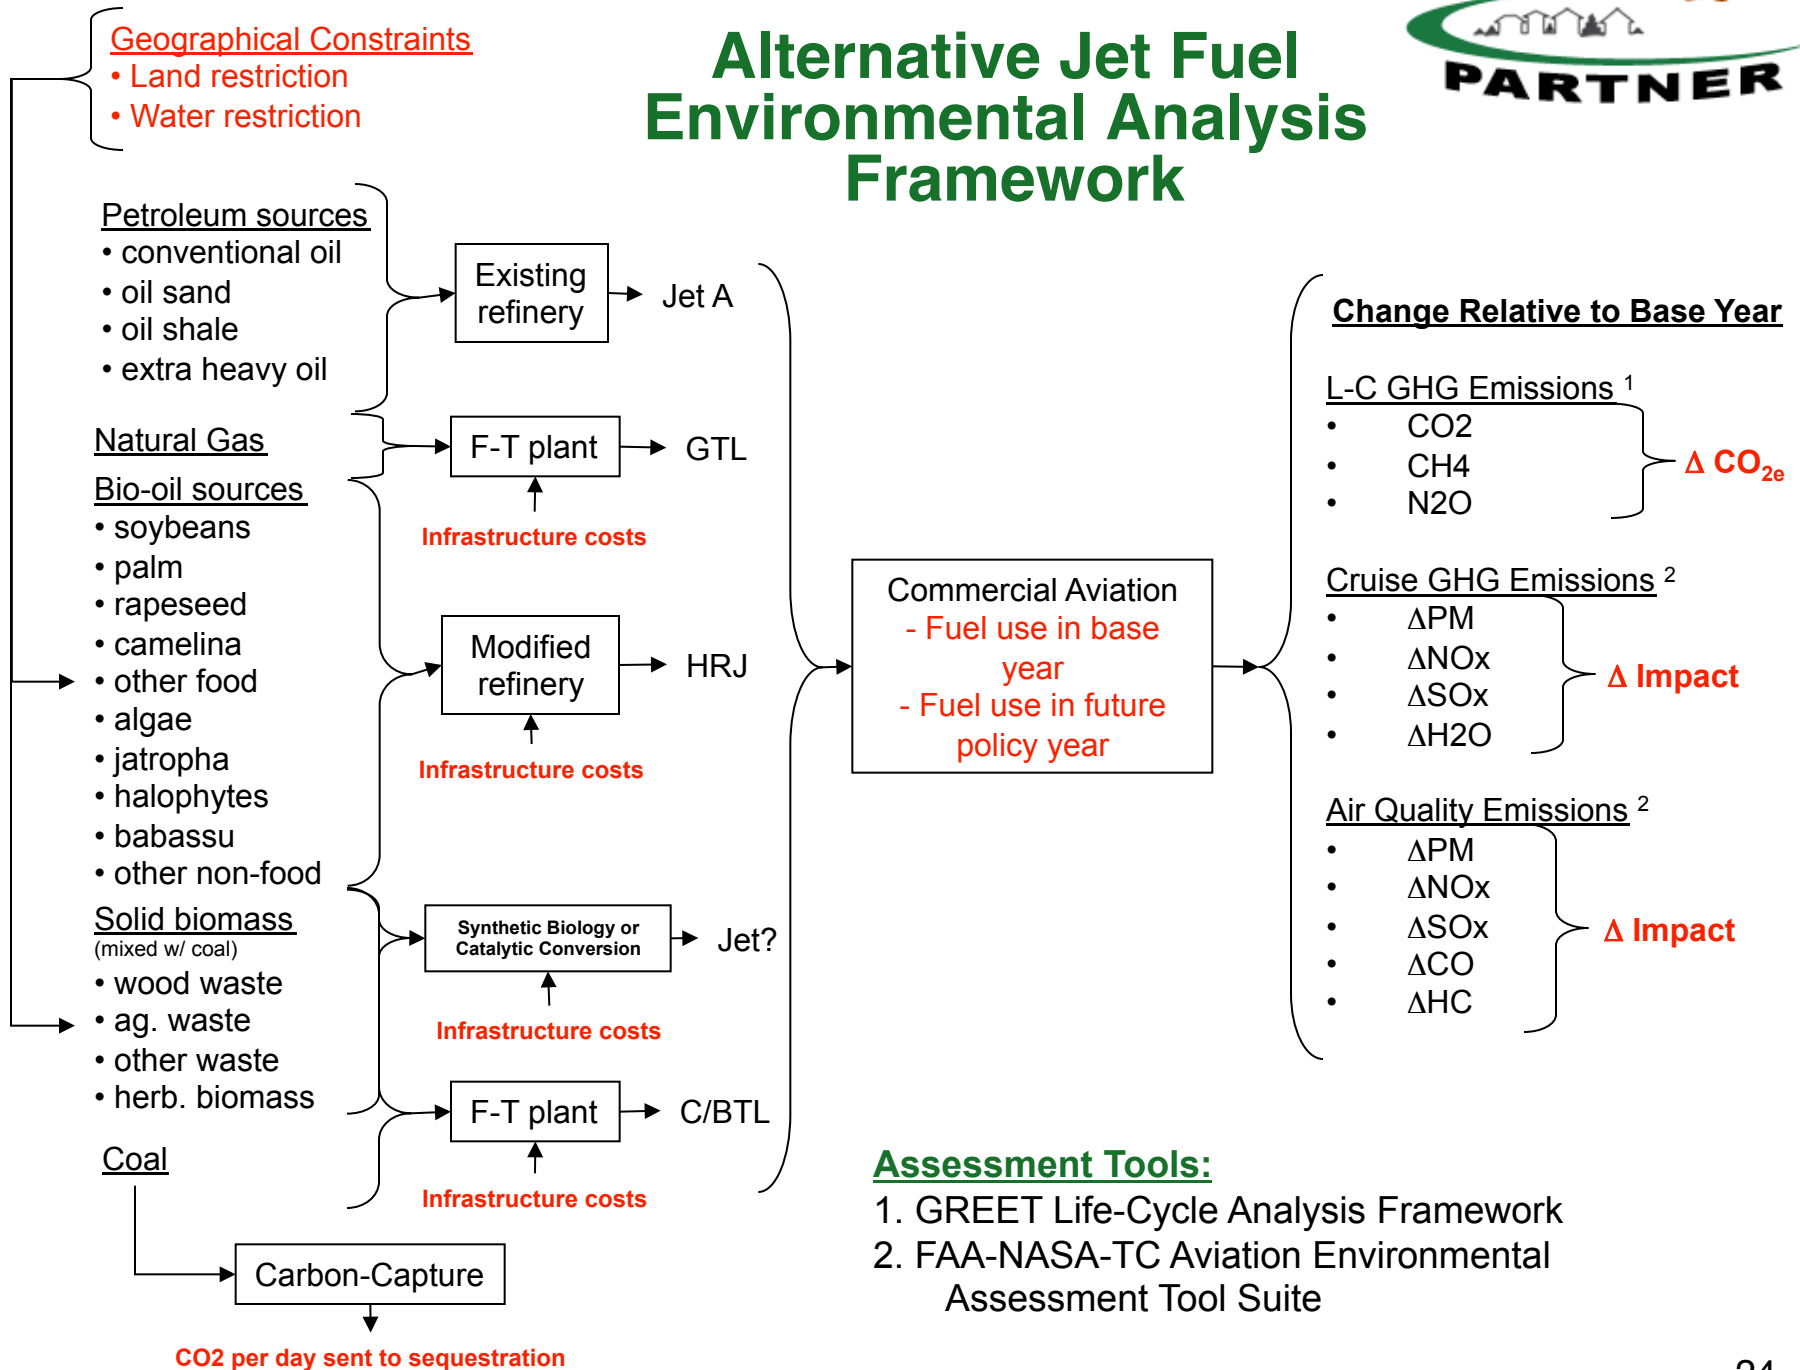 Geographical Constraints
• Land restriction
• Water restriction
Alternative Jet Fuel
Environmental Analysis
Framework
PARTNER
Petroleum sources
• conventional oil
• oil sand
• oil shale
• extra heavy oil
Existing
refinery
Jet A
Natural Gas
F-T plant
GTL
Infrastructure costs
Bio-oil sources
• soybeans
• palm
• rapeseed
• camelina
• other food
• algae
• jatropha
• halophytes
• babassu
• other non-food
Modified
refinery
HRJ
Infrastructure costs
Solid biomass
(mixed w/ coal)
• wood waste
• ag. waste
• other waste
• herb. biomass
Synthetic Biology or
Catalytic Conversion
Jet?
Infrastructure costs
F-T plant
C/BTL
Infrastructure costs
Coal
Carbon-Capture
CO2 per day sent to sequestration
Commercial Aviation
- Fuel use in base
year
- Fuel use in future
policy year
Change Relative to Base Year
L-C GHG Emissions 1
• CO2
• CH4
• N2O
Δ CO2e
Cruise GHG Emissions 2
• ΔPM
• ΔNOx
• ΔSOx
• ΔH2O
Δ Impact
Air Quality Emissions 2
• ΔPM
• ΔNOx
• ΔSOx
• ΔCO
• ΔHC
Δ Impact
Assessment Tools:
1. GREET Life-Cycle Analysis Framework
2. FAA-NASA-TC Aviation Environmental
Assessment Tool Suite